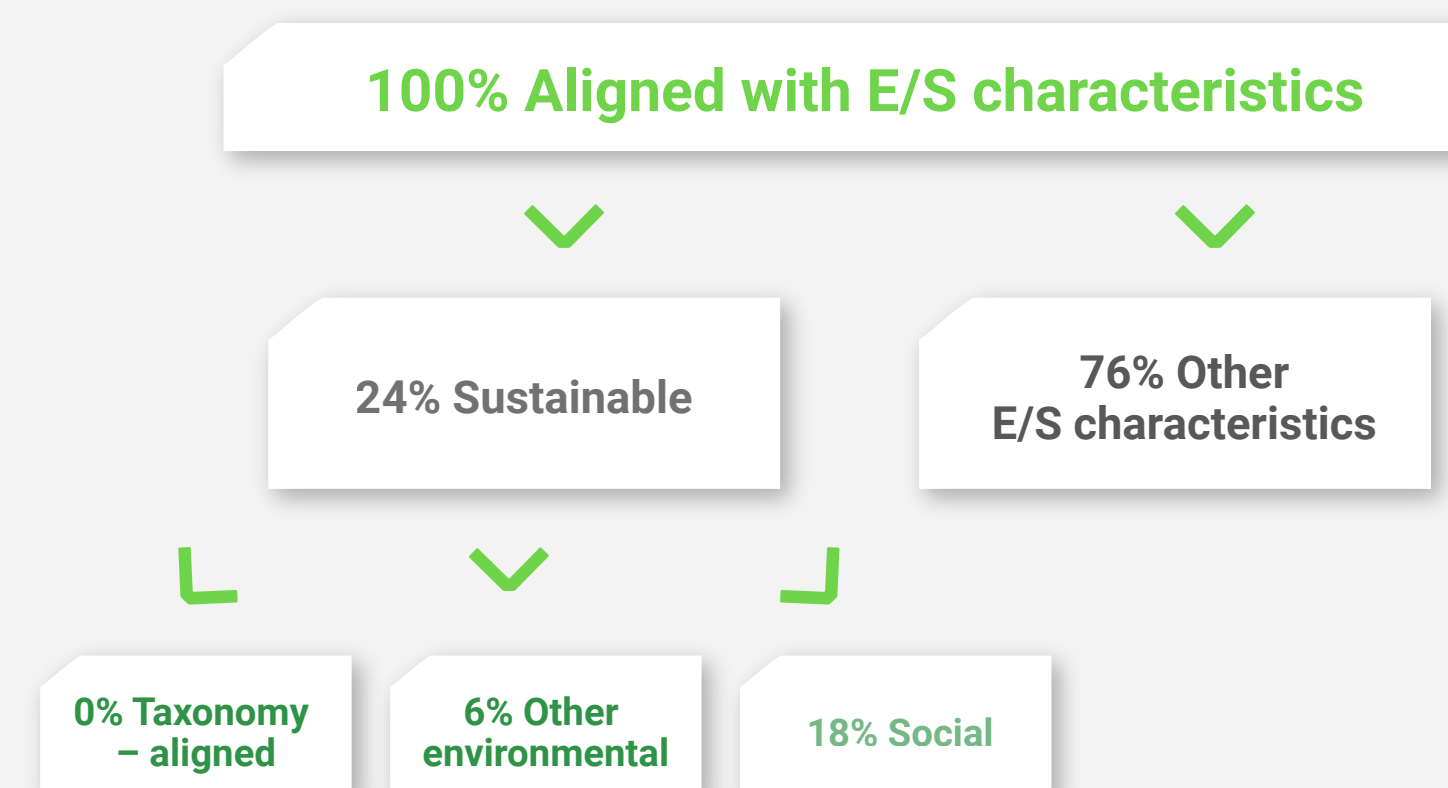 100% Aligned with E/S characteristics
24% Sustainable
76% Other
E/S characteristics
0% Taxonomy
– aligned
6% Other
environmental
18% Social